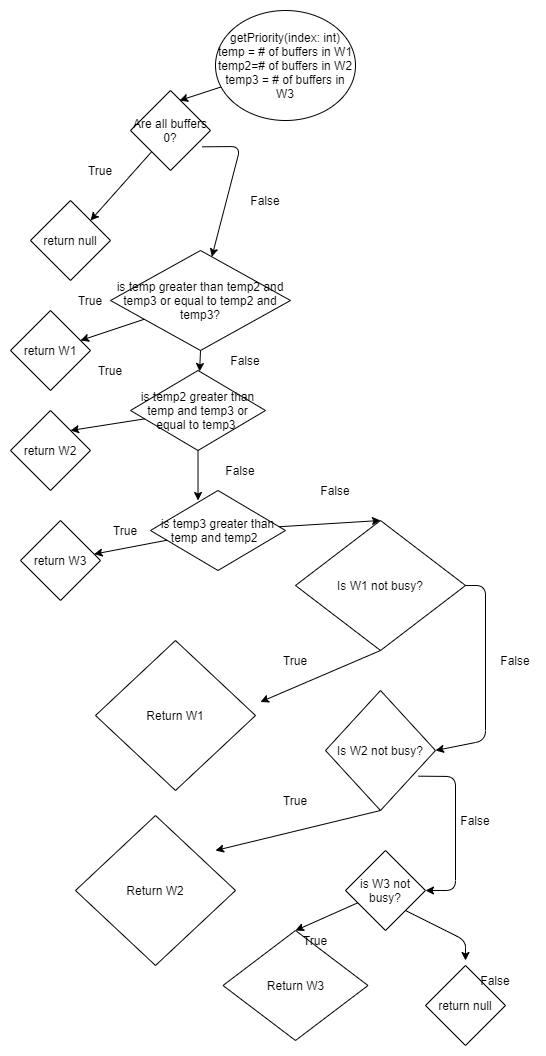 getPriority(index: int)
temp = # of buffers in W1
temp2=# of buffers in W2
temp3 = # of buffers in
W3
Are all buffers
0?
True
False
return null
is temp greater than temp2 and
temp3 or equal to temp2 and
temp3?
True
return W1
False
True
is temp2 greater than
temp and temp3 or
equal to temp3
return W2
False
False
is temp3 greater than
temp and temp2
True
return W3
Is W1 not busy?
True
False
Return W1
Is W2 not busy?
True
False
Return W2
is W3 not
busy?
True
Return W3
False
return null